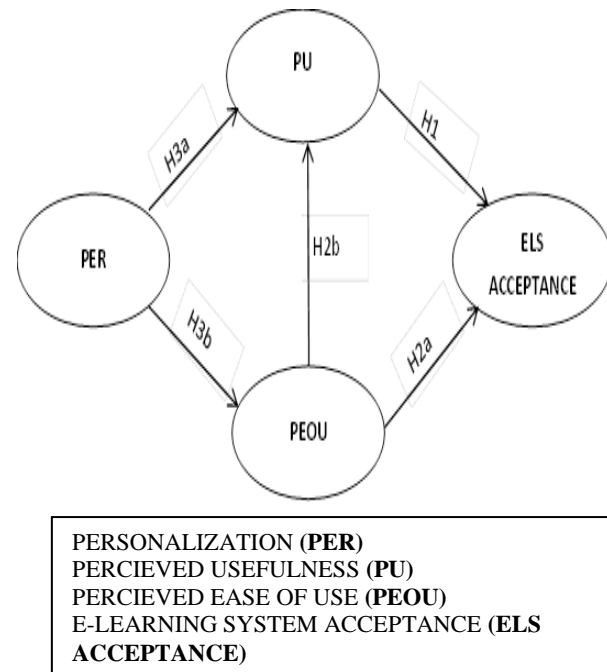 PU
H3a
H1
H2b
PER
ELS
ACCEPTANCE
H3b
H2a
PEOU
PERSONALIZATION (PER)
PERCIEVED USEFULNESS (PU)
PERCIEVED EASE OF USE (PEOU)
E-LEARNING SYSTEM ACCEPTANCE (ELS
ACCEPTANCE)